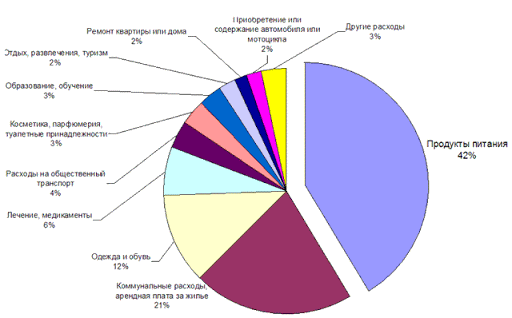 Приобретение или
содержание автомобиля или
мотоцикла
2%
Ремонт квартиры или дома
2%
Другие расходы
3%
Отдых, развлечения, туризм
2%
Образование, обучение
3%
Косметика, парфюмерия,
туалетные принадлежности
3%
Продукты питания
42%
Расходы на общественный
транспорт
4%
Лечение, медикаменты
6%
Одежда и обувь
12%
Коммунальные расходы,
арендная плата за жилье
21%